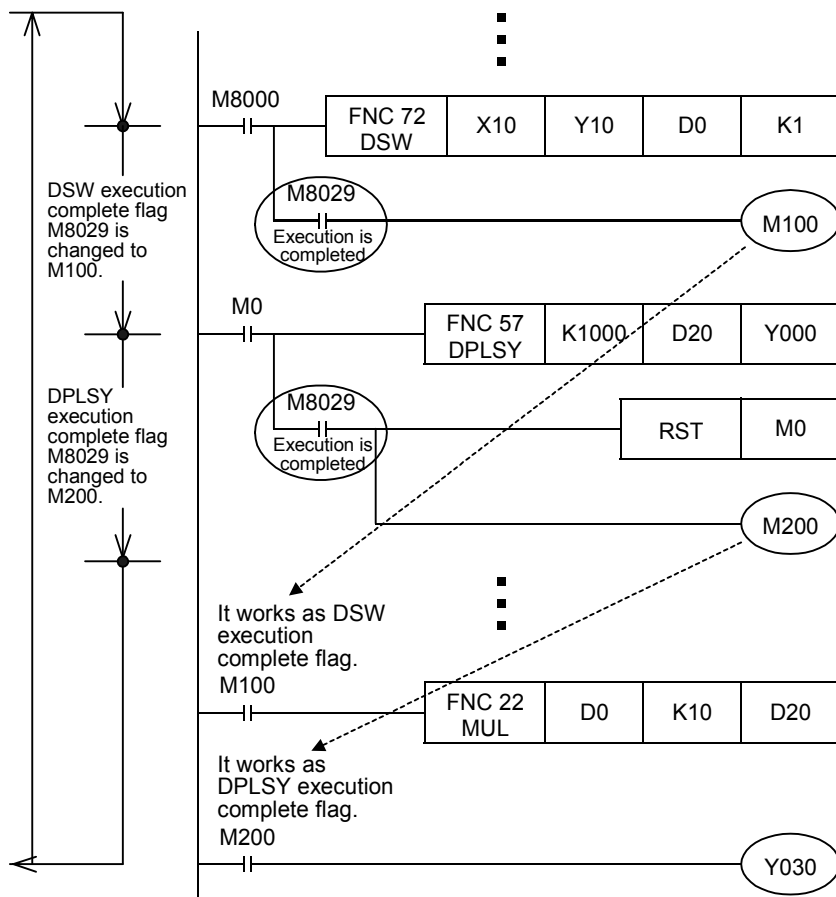 M8000
FNC 72
DSW
X10
Y10
D0
K1
DSW execution
complete flag
M8029 is
changed to
M100.
M8029
Execution is
completed
M100
M0
FNC 57
DPLSY
K1000
D20
Y000
DPLSY
execution
complete flag
M8029 is
changed to
M200.
M8029
Execution is
completed
RST
M0
M200
It works as DSW
execution
complete flag.
M100
FNC 22
MUL
D0
K10
D20
It works as
DPLSY execution
complete flag.
M200
Y030